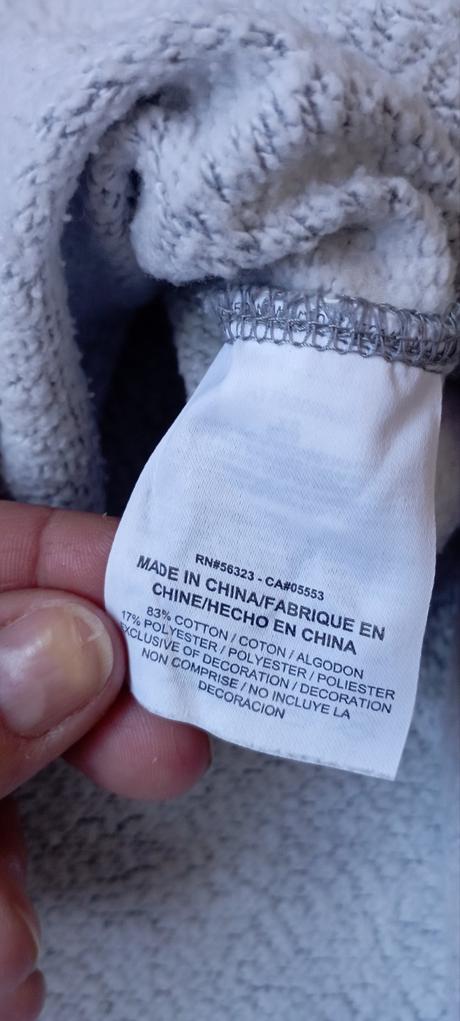 RN#56323 - CA#05553
MADE IN CHINA/FABRIQUE EN
CHINE/HECHO EN CHINA
83% COTTON / COTON / ALGODON
17% POLYESTER / POLYESTER / POLIESTER
EXCLUSIVE OF DECORATION / DECORATION
NON COMPRISE / NO INCLUYE LA
DECORACION